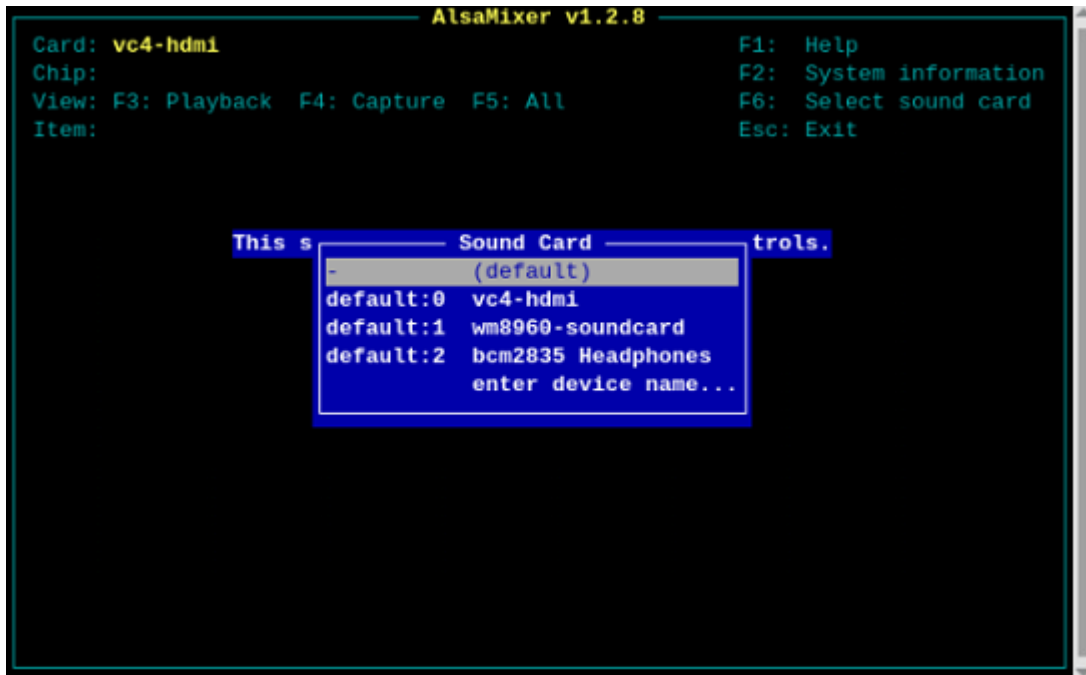 AlsaMixer v1.2.8
Card: vc4-hdmi F1: Help
Chip: F2: System information
View: F3: Playback F4: Capture F5: All F6: Select sound card
Item: Esc: Exit
This s Sound Card trols.
- (default)
default:0 vc4-hdmi
default:1 wm8960-soundcard
default:2 bcm2835 Headphones
enter device name...